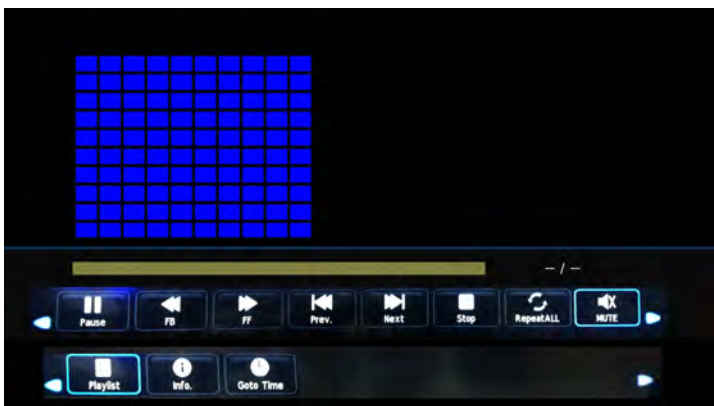 -- / --
Pause FB FF Prev. Next Stop RepeatALL MUTE
Playlist Info. Goto Time